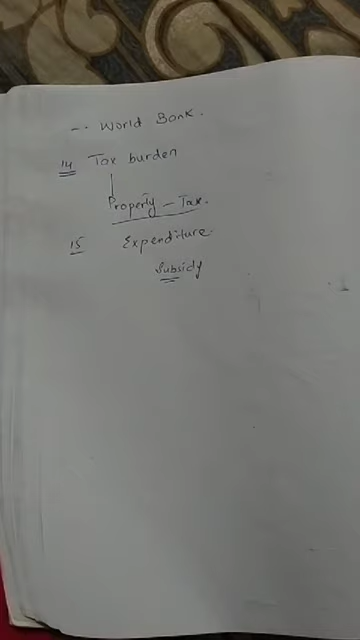 -- World Bank.
14 Tax burden
Property - Tax.
15 Expenditure.
Subsidy